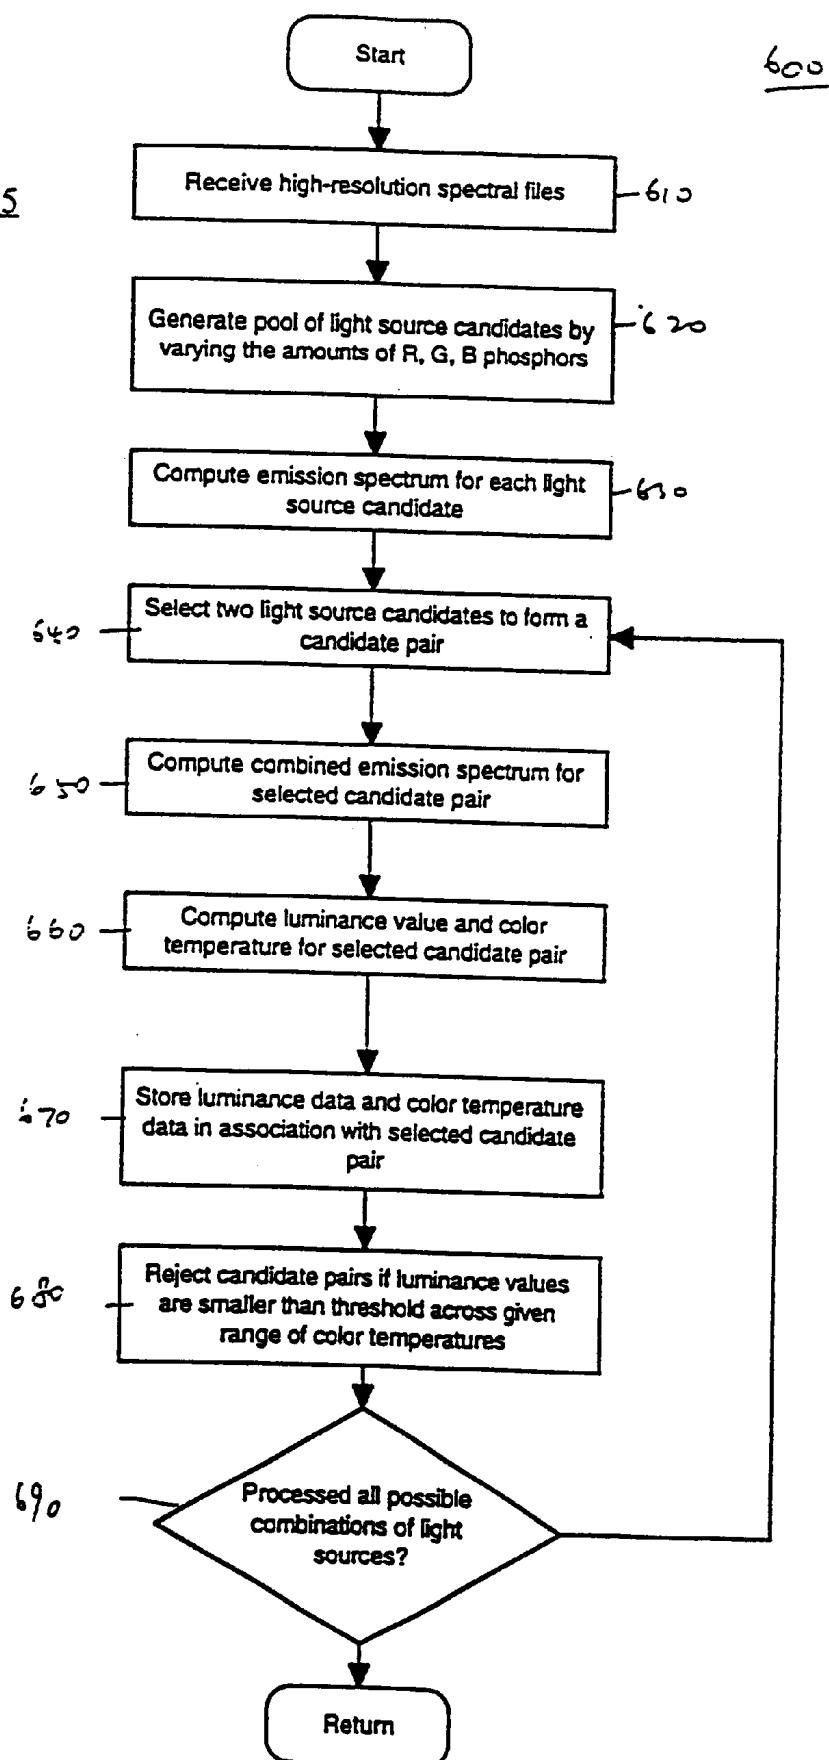 Start
600
5
Receive high-resolution spectral files
610
Generate pool of light source candidates by
varying the amounts of R, G, B phosphors
620
Compute emission spectrum for each light
source candidate
630
Select two light source candidates to form a
candidate pair
640
Compute combined emission spectrum for
selected candidate pair
650
Compute luminance value and color
temperature for selected candidate pair
660
Store luminance data and color temperature
data in association with selected candidate
pair
670
Reject candidate pairs if luminance values
are smaller than threshold across given
range of color temperatures
680
Processed all possible
combinations of light
sources?
690
Return